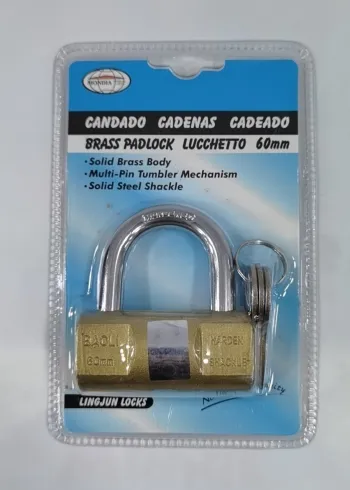 MONDIA
CANDADO CADENAS CADEADO
BRASS PADLOCK LUCCHETTO 60mm
• Solid Brass Body
• Multi-Pin Tumbler Mechanism
• Solid Steel Shackle
BAOLI
60mm
HARDEN
SHACKLE
LINGJUN LOCKS